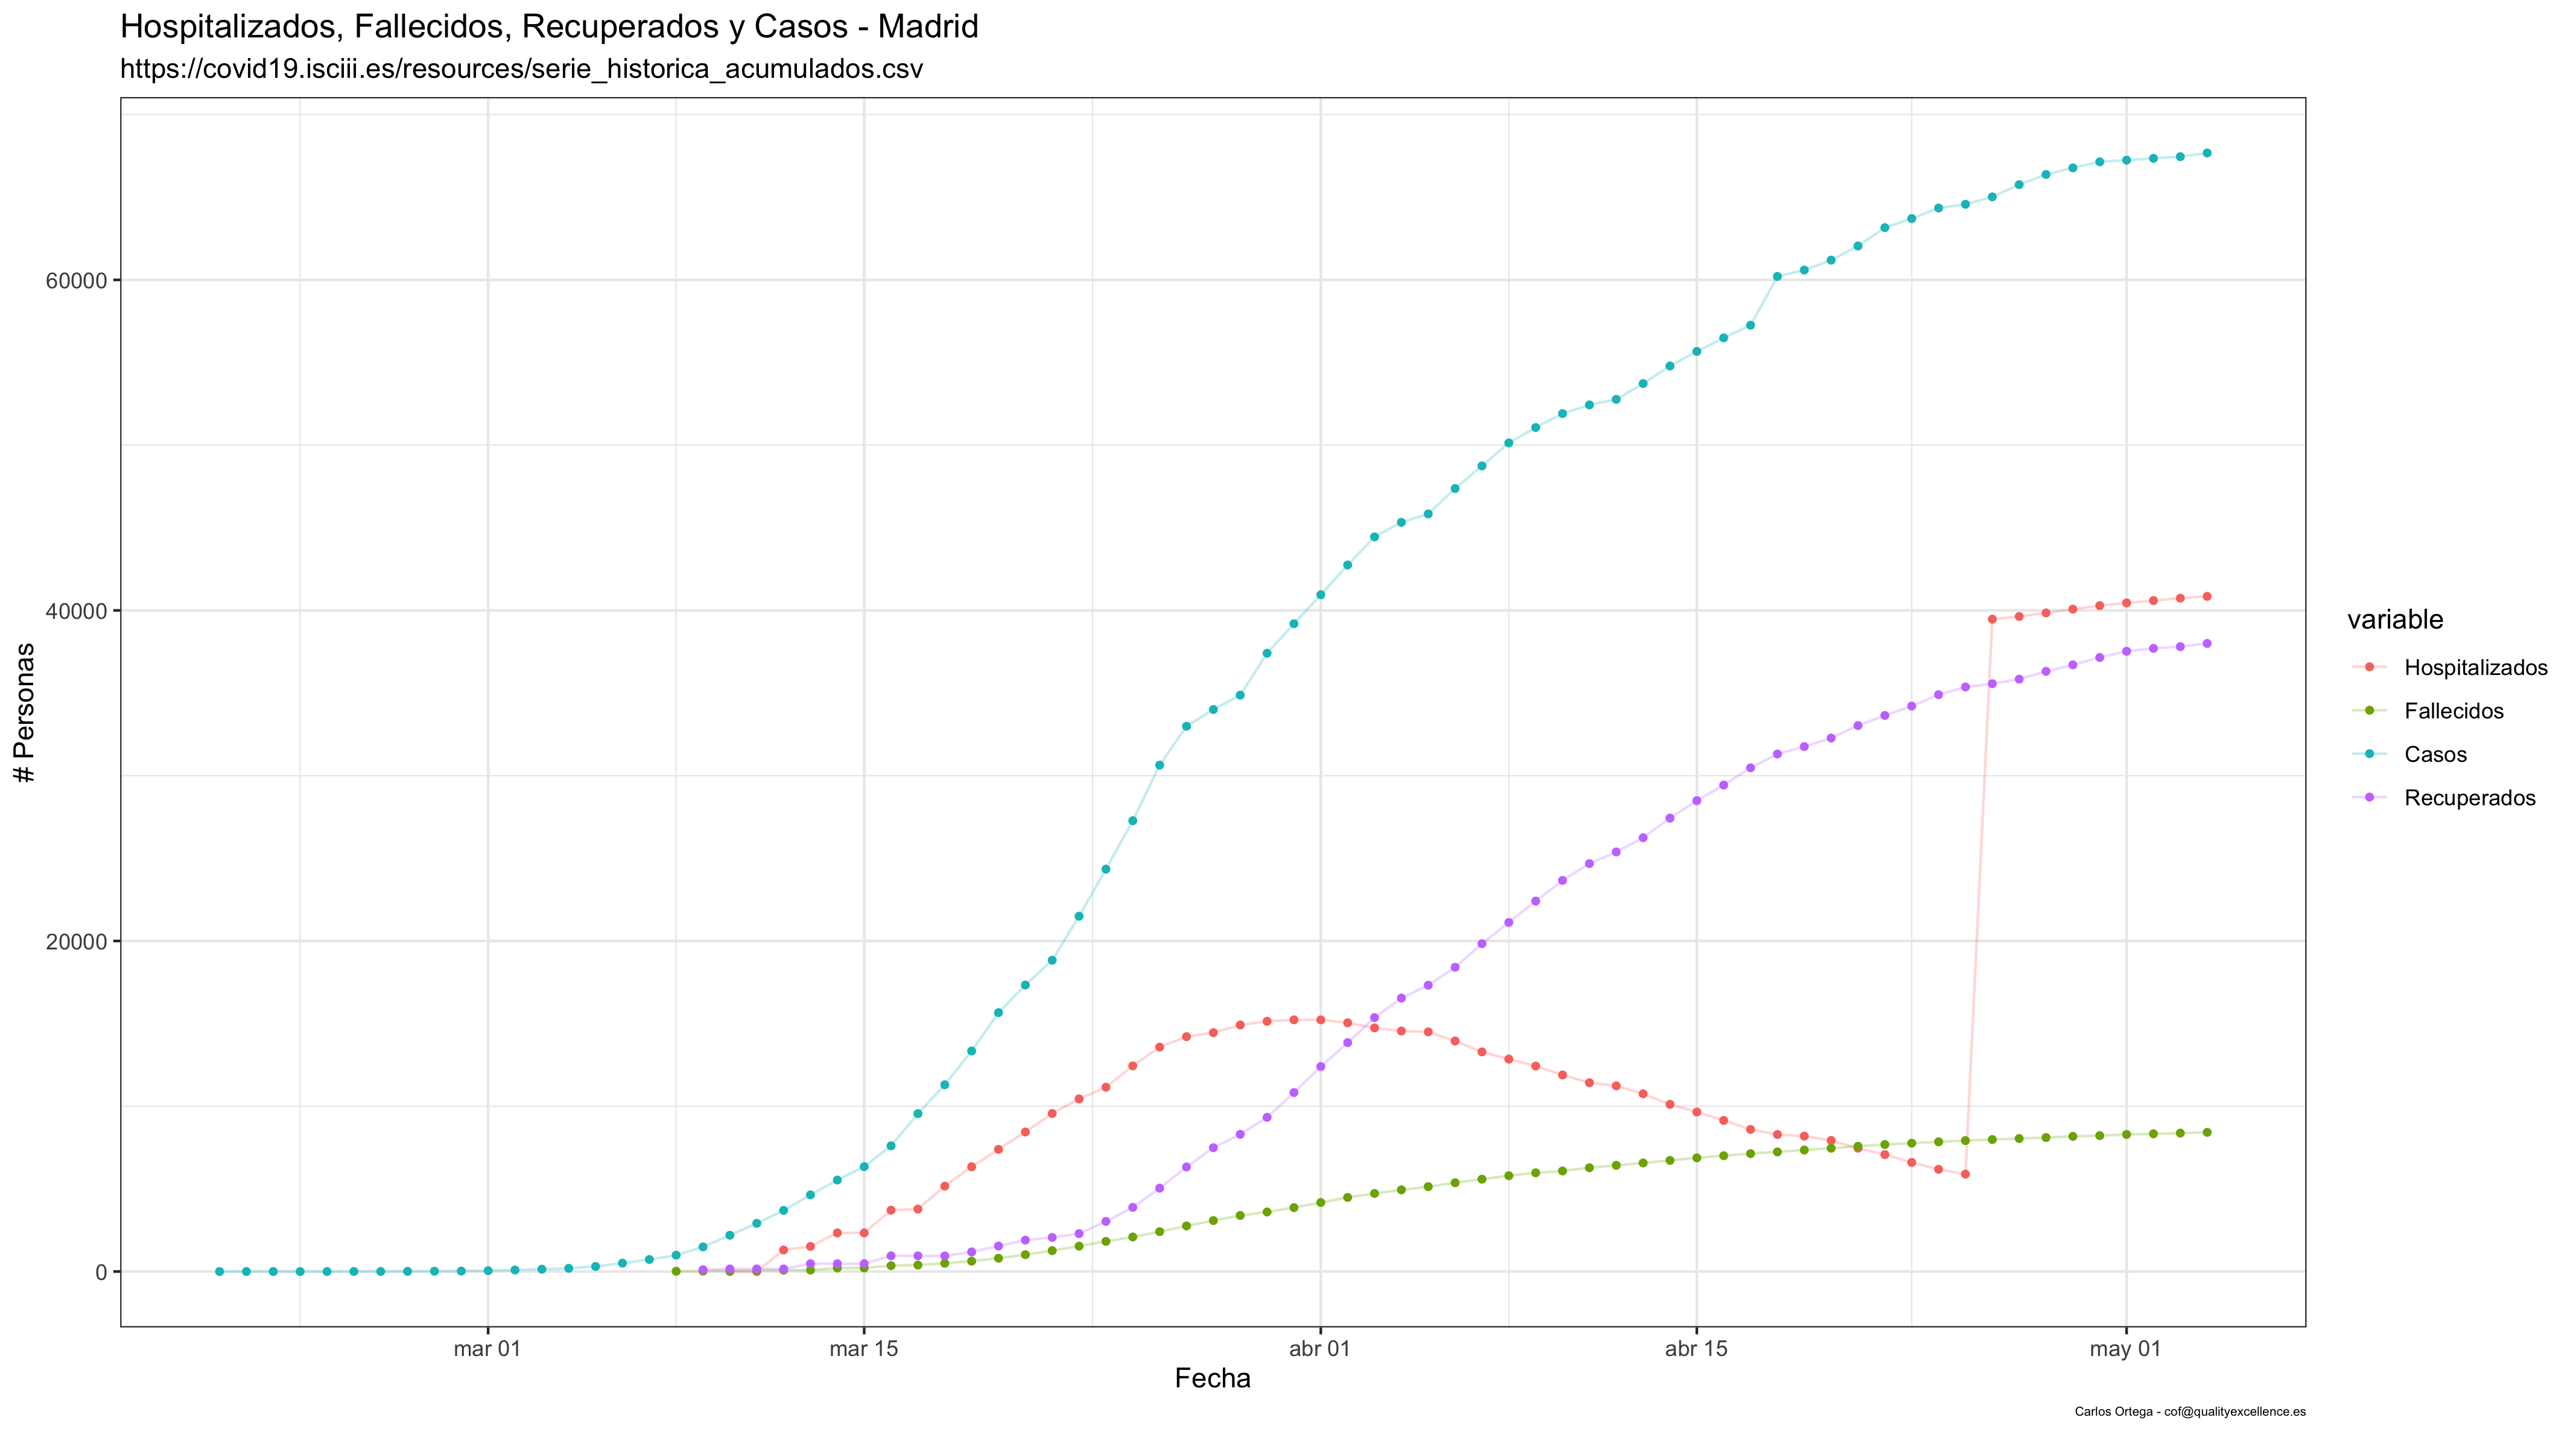 Hospitalizados, Fallecidos, Recuperados y Casos - Madrid
https://covid19.isciii.es/resources/serie_historica_acumulados.csv
# Personas
60000
40000
20000
0
mar 01
mar 15
abr 01
abr 15
may 01
Fecha
variable
Hospitalizados
Fallecidos
Casos
Recuperados
Carlos Ortega - cof@qualityexcellence.es